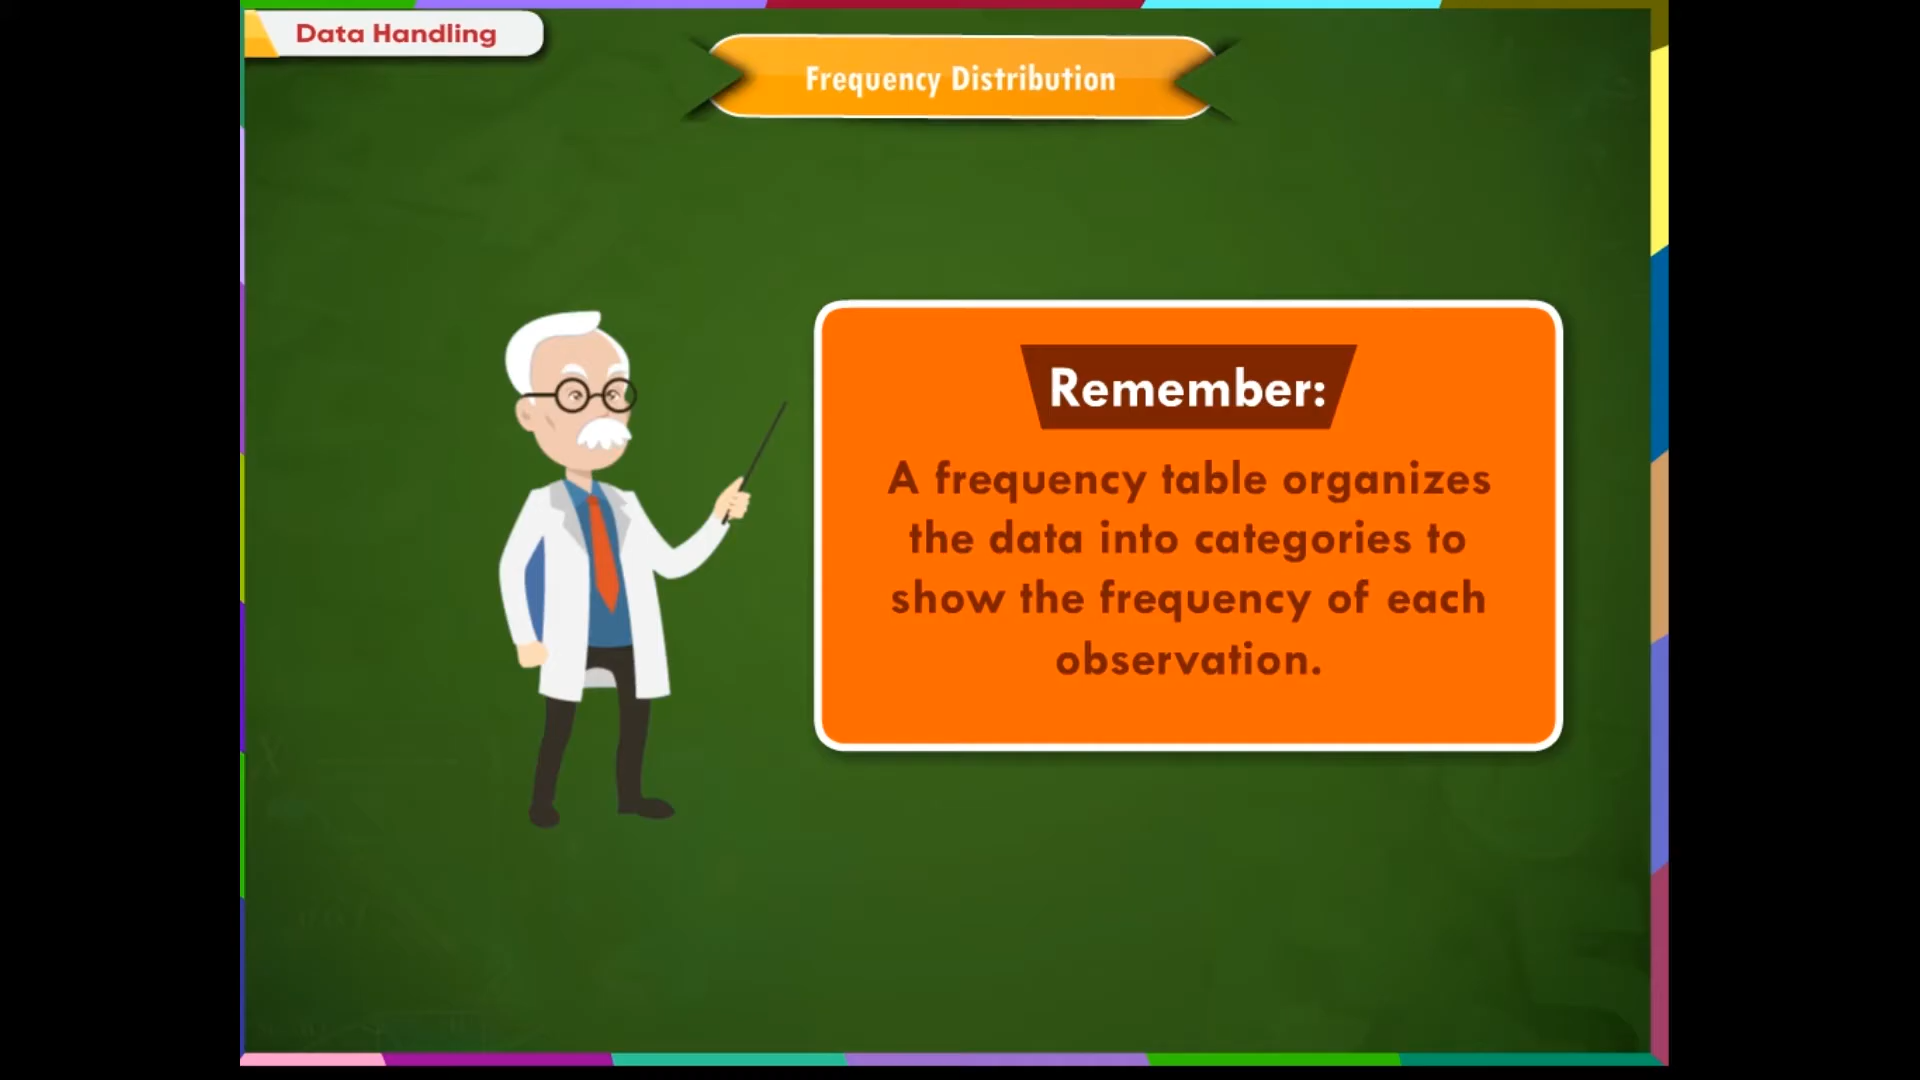 Data Handling
Frequency Distribution
Remember:
A frequency table organizes
the data into categories to
show the frequency of each
observation.